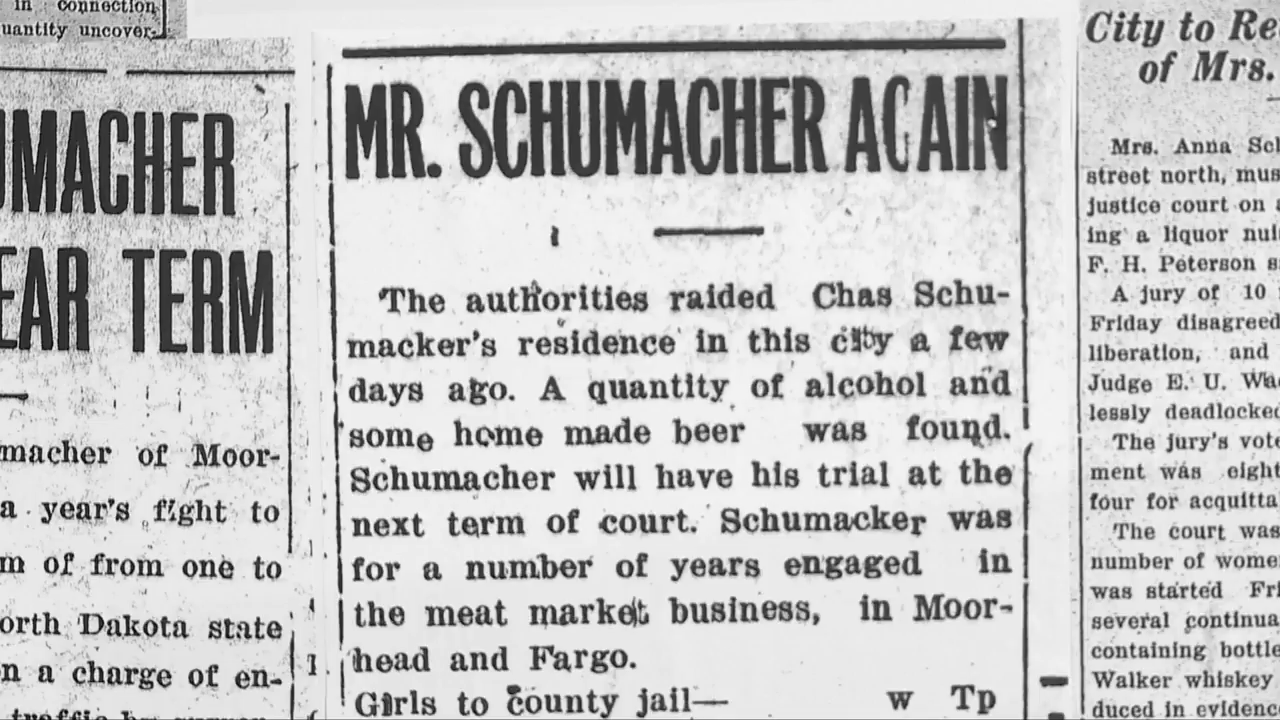 in connection
uantity uncover-
UMACHER
EAR TERM
macher of Moor-
a year's fight to
m of from one to
orth Dakota state
n a charge of en-
MR. SCHUMACHER AGAIN
The authorities raided Chas Schu-
macker's residence in this city a few
days ago. A quantity of alcohol and
some home made beer was found.
Schumacher will have his trial at the
next term of court. Schumacker was
for a number of years engaged in
the meat market business, in Moor-
head and Fargo.
Girls to county jail— w Tp
City to Re
of Mrs.
Mrs. Anna Sch
street north, mus
justice court on a
ing a liquor nui
F. H. Peterson s
A jury of 10
Friday disagreed
liberation, and
Judge E. U. Wa
lessly deadlocked
The jury's vote
ment was eight
four for acquitta
The court was
number of wome
was started Fri
several continua
containing bottle
Walker whiskey
duced in evidence